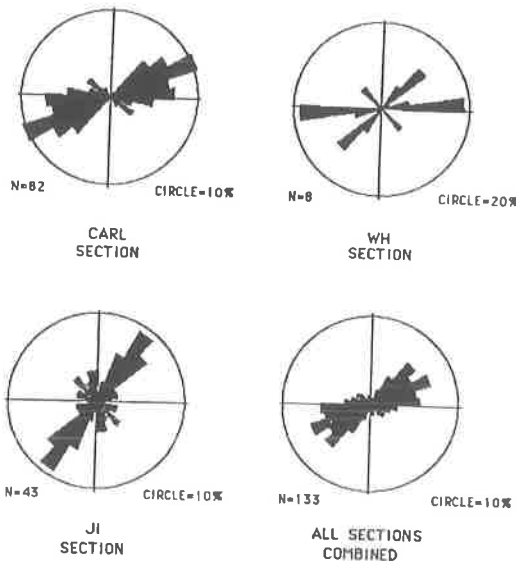 N=82
CIRCLE=10%
CARL
SECTION
N=8
CIRCLE=20%
WH
SECTION
N=43
CIRCLE=10%
JI
SECTION
N=133
CIRCLE=10%
ALL SECTIONS
COMBINED